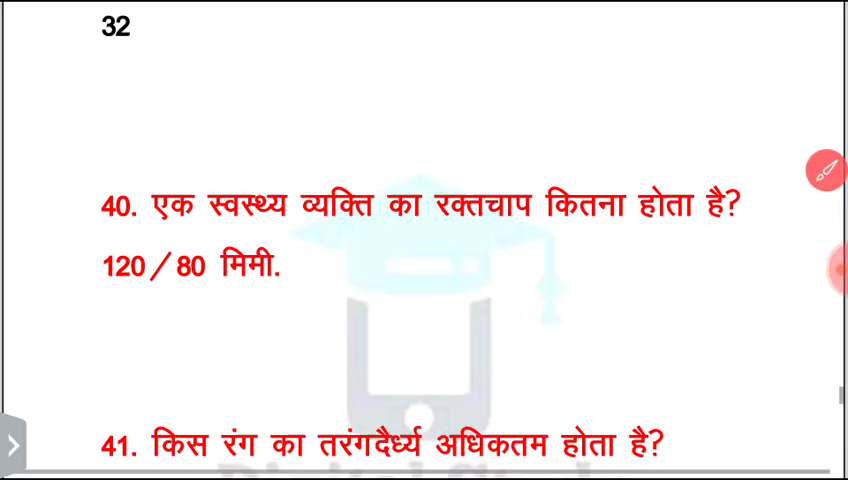 32
40. एक स्वस्थ्य व्यक्ति का रक्तचाप कितना होता है?
120/80 मिमी.
41. किस रंग का तरंगदैर्ध्य अधिकतम होता है?